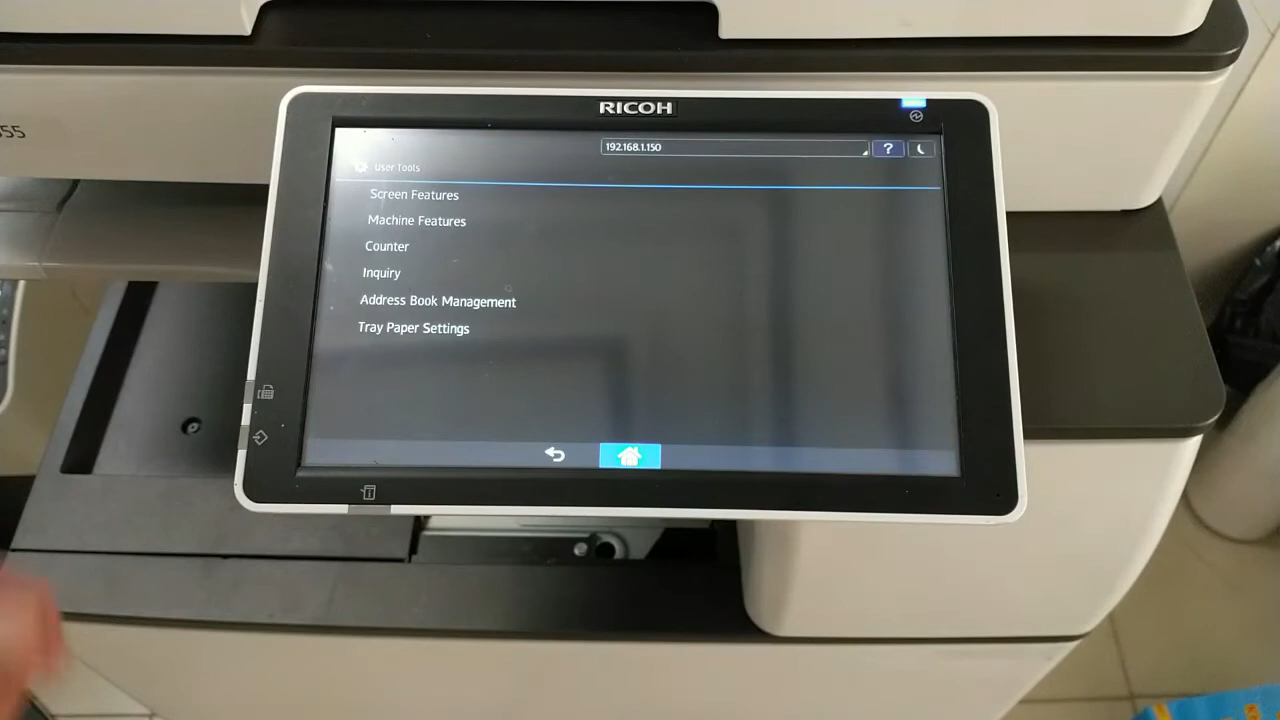 RICOH
55
192.168.1.150
?
User Tools
Screen Features
Machine Features
Counter
Inquiry
Address Book Management
Tray Paper Settings